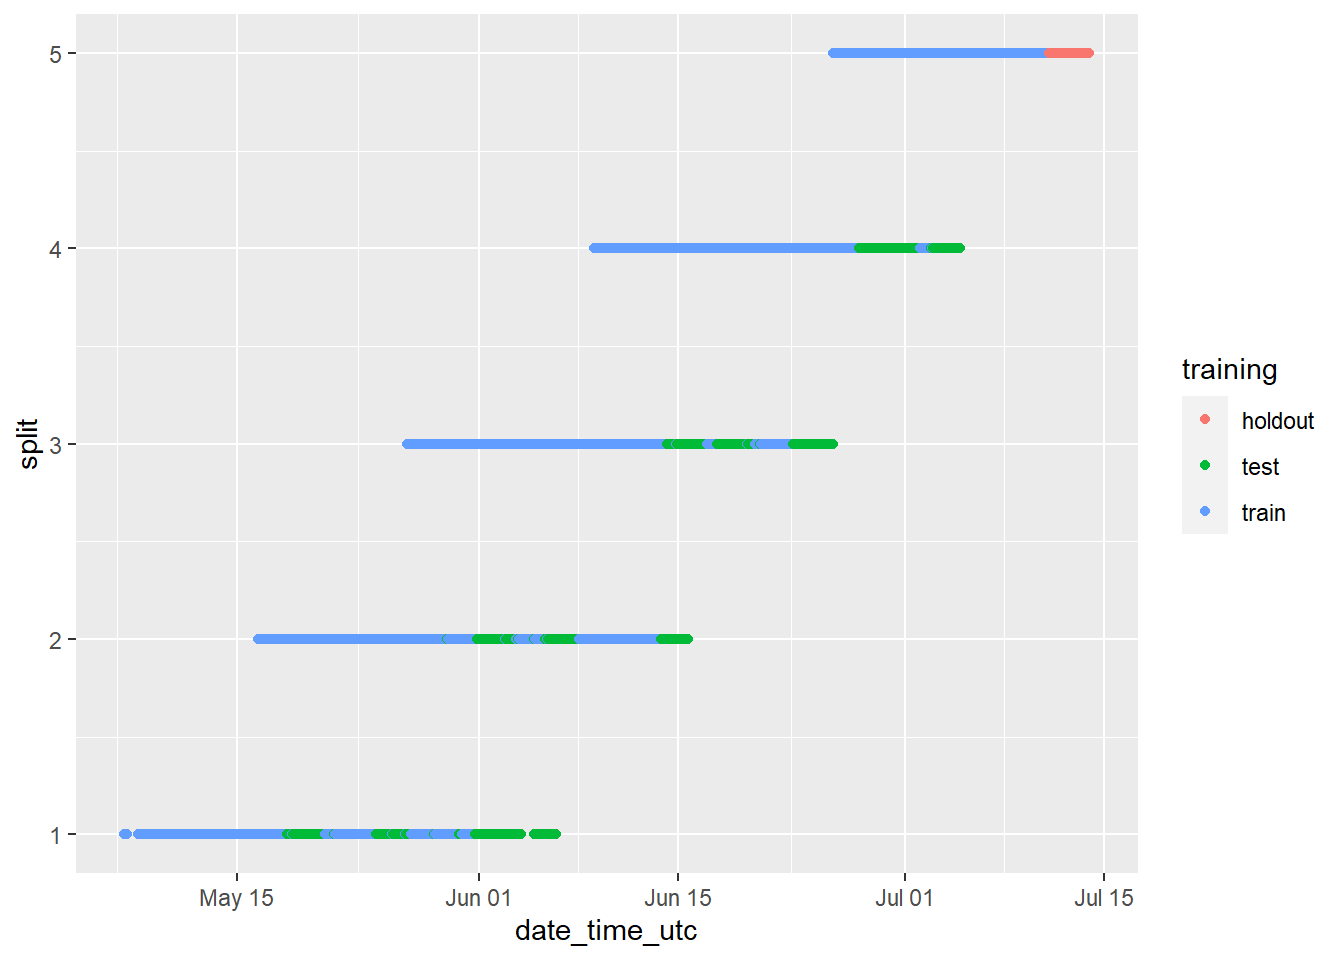 5
4
3
2
1
split
May 15
Jun 01
Jun 15
Jul 01
Jul 15
date_time_utc
training
holdout
test
train